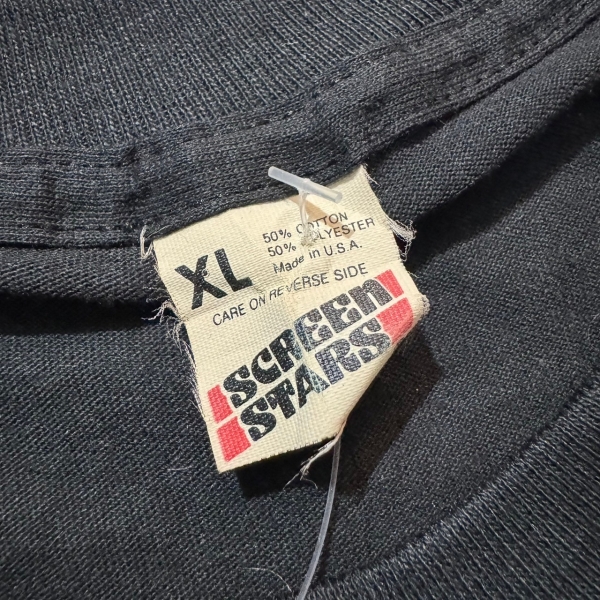 XL
50% COTTON
50% POLYESTER
Made in U.S.A.
CARE ON REVERSE SIDE
SCREEN
STARS